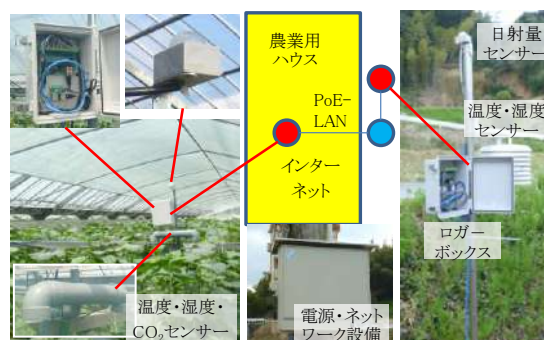 農業用
ハウス
PoE-
LAN
インター
ネット
日射量
センサー
温度・湿度
センサー
ロガー
ボックス
温度・湿度・
CO₂センサー
電源・ネット
ワーク設備